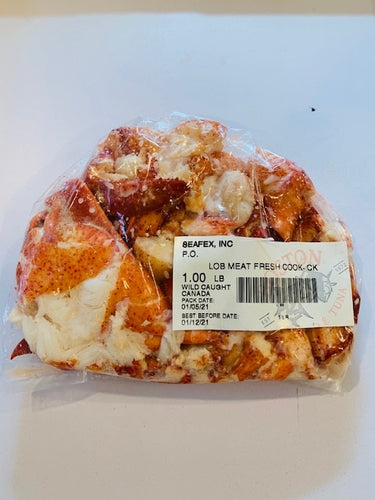 SEAFEX, INC
P.O.
LOB MEAT FRESH COOK- CK
1.00 LB
WILD CAUGHT
CANADA
PACK DATE:
01/05/21
BEST BEFORE DATE:
01/12/21
TUNA